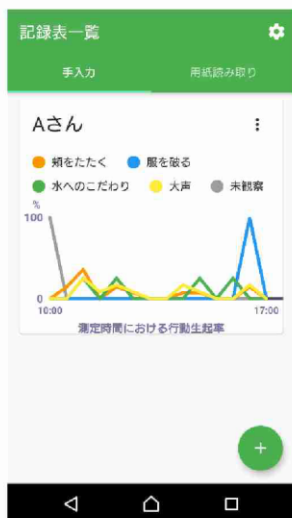 記録表一覧
手入力 用紙読み取り
Aさん
頬をたたく 服を破る
水へのこだわり 大声 未観察
%
100
0
10:00 17:00
測定時間における行動生起率
+